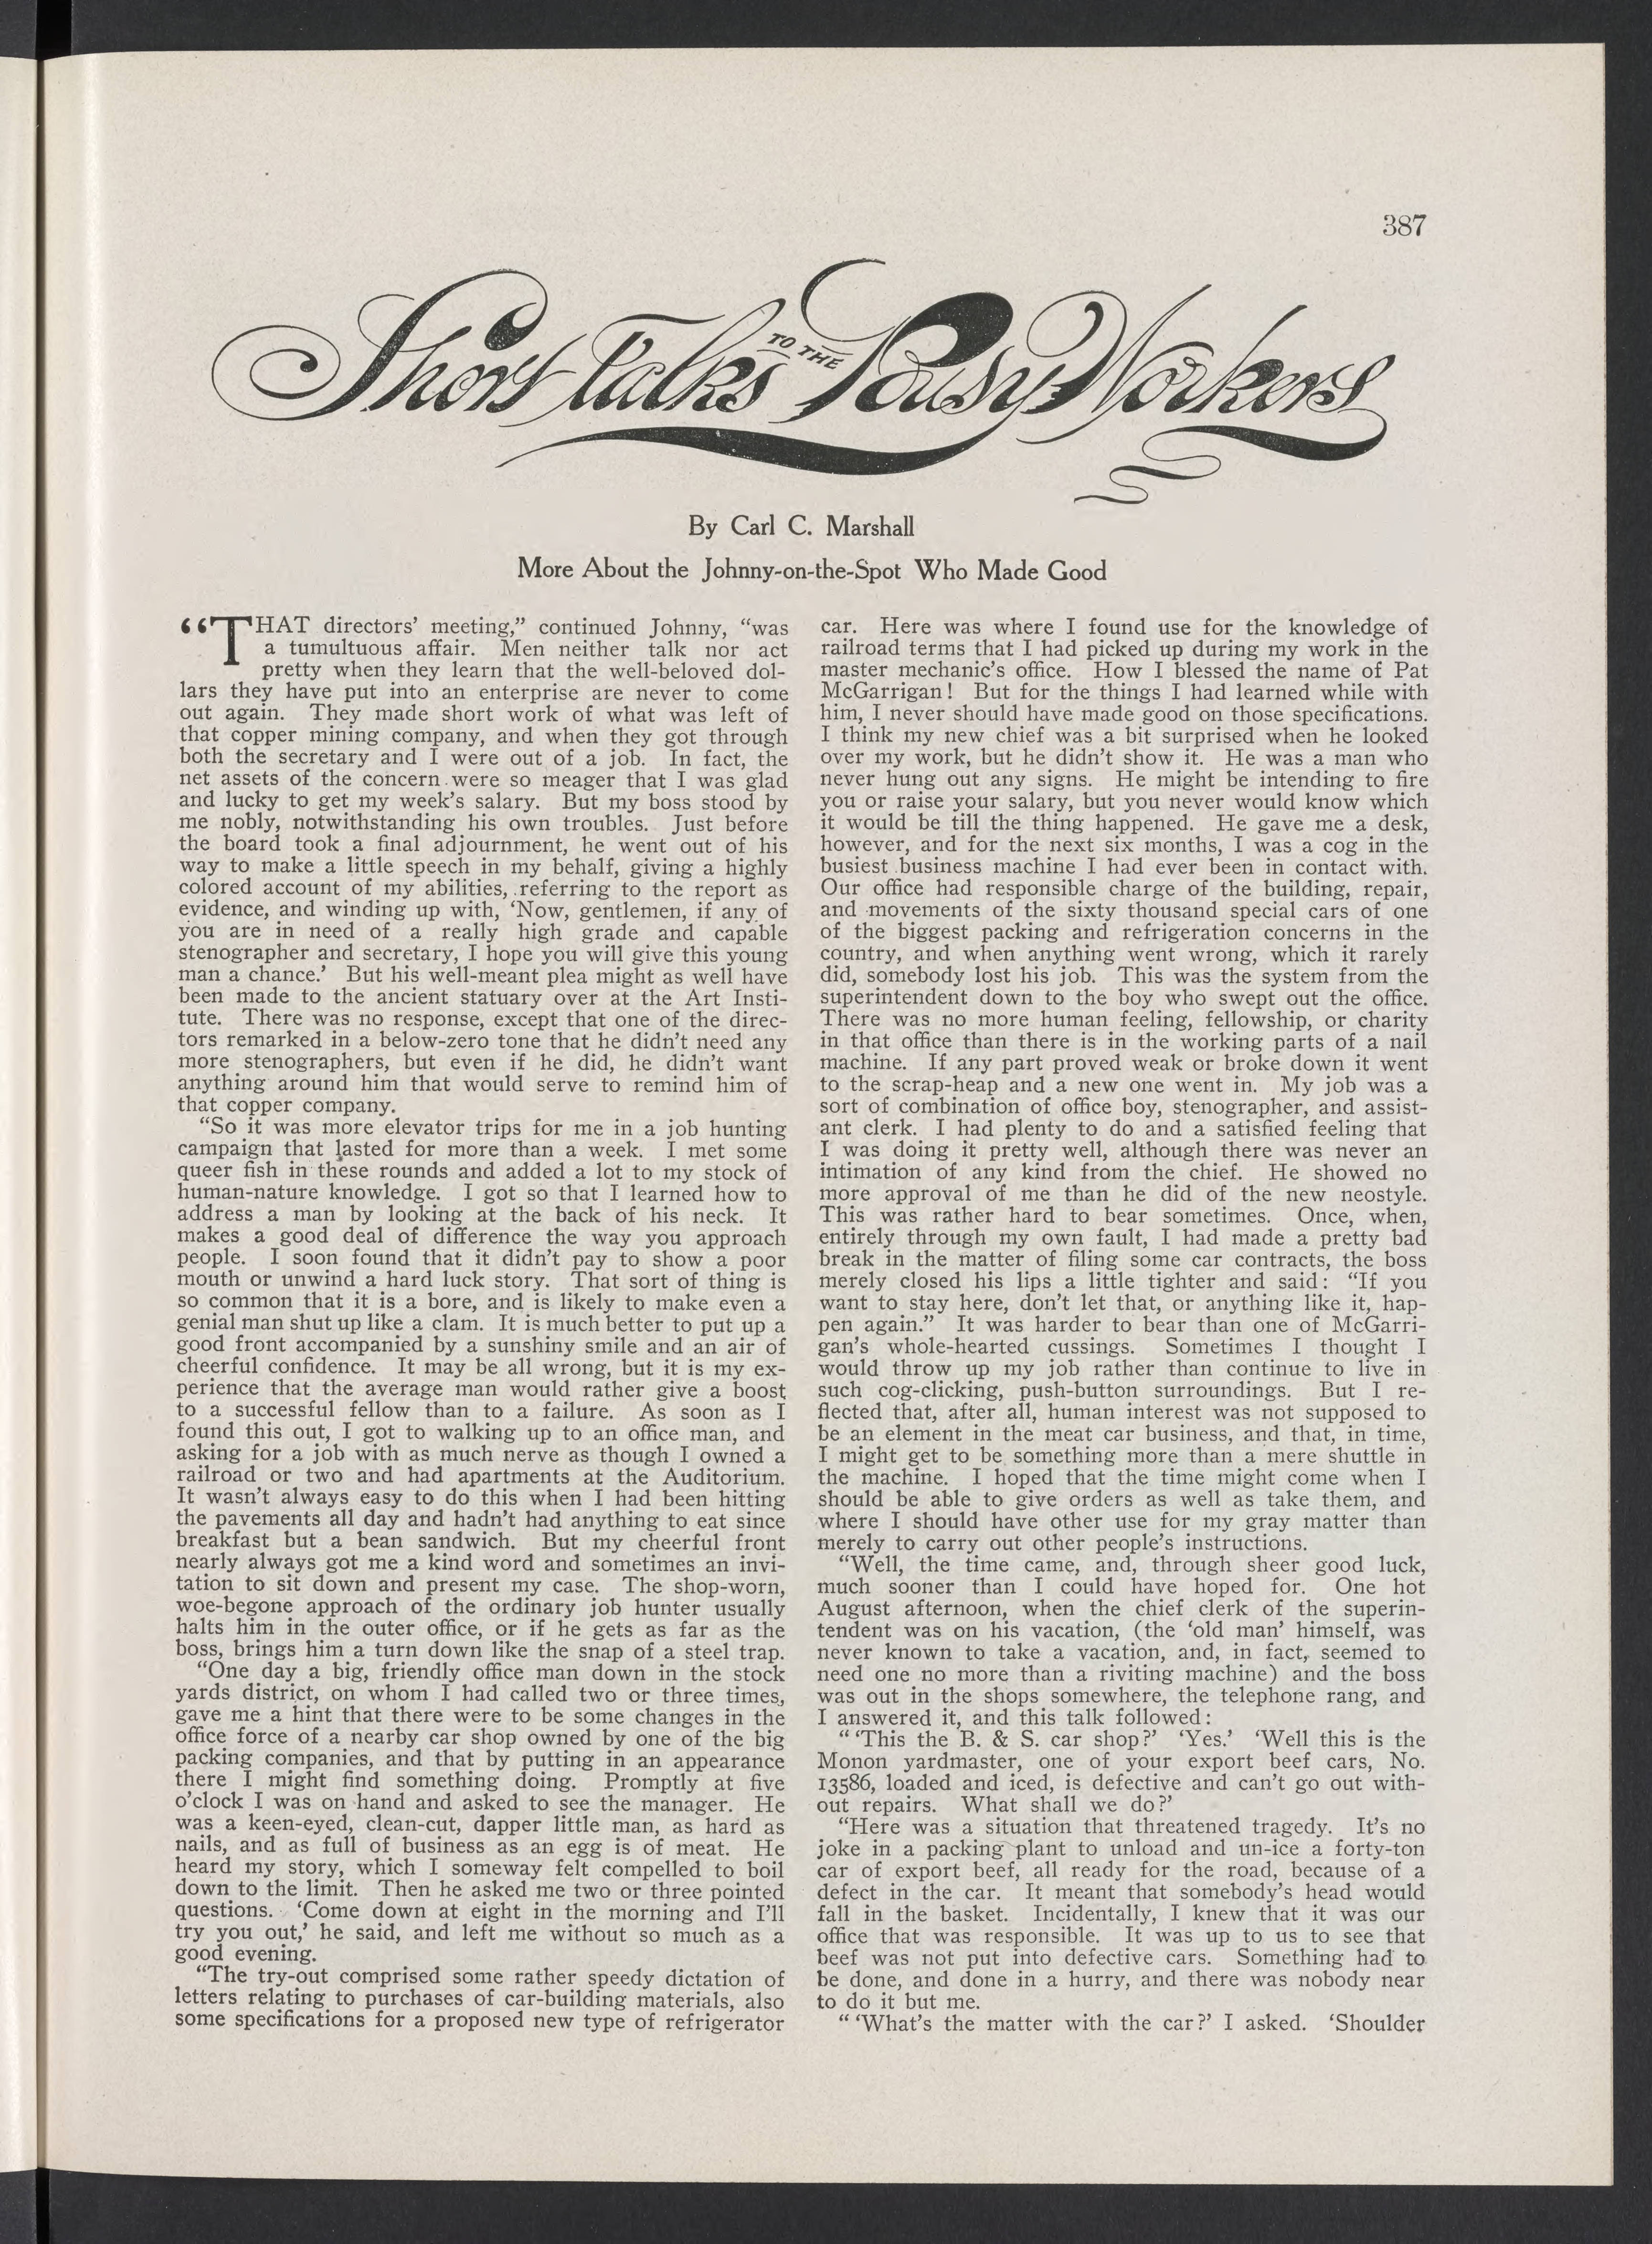 387
Short Talks TO THE Busy Workers
By Carl C. Marshall
More About the Johnny-on-the-Spot Who Made Good
“THAT directors’ meeting,” continued Johnny, “was
a tumultuous affair. Men neither talk nor act
pretty when they learn that the well-beloved dol-
lars they have put into an enterprise are never to come
out again. They made short work of what was left of
that copper mining company, and when they got through
both the secretary and I were out of a job. In fact, the
net assets of the concern were so meager that I was glad
and lucky to get my week’s salary. But my boss stood by
me nobly, notwithstanding his own troubles. Just before
the board took a final adjournment, he went out of his
way to make a little speech in my behalf, giving a highly
colored account of my abilities, referring to the report as
evidence, and winding up with, ‘Now, gentlemen, if any of
you are in need of a really high grade and capable
stenographer and secretary, I hope you will give this young
man a chance.’ But his well-meant plea might as well have
been made to the ancient statuary over at the Art Insti-
tute. There was no response, except that one of the direc-
tors remarked in a below-zero tone that he didn’t need any
more stenographers, but even if he did, he didn’t want
anything around him that would serve to remind him of
that copper company.
“So it was more elevator trips for me in a job hunting
campaign that lasted for more than a week. I met some
queer fish in these rounds and added a lot to my stock of
human-nature knowledge. I got so that I learned how to
address a man by looking at the back of his neck. It
makes a good deal of difference the way you approach
people. I soon found that it didn’t pay to show a poor
mouth or unwind a hard luck story. That sort of thing is
so common that it is a bore, and is likely to make even a
genial man shut up like a clam. It is much better to put up a
good front accompanied by a sunshiny smile and an air of
cheerful confidence. It may be all wrong, but it is my ex-
perience that the average man would rather give a boost
to a successful fellow than to a failure. As soon as I
found this out, I got to walking up to an office man, and
asking for a job with as much nerve as though I owned a
railroad or two and had apartments at the Auditorium.
It wasn’t always easy to do this when I had been hitting
the pavements all day and hadn’t had anything to eat since
breakfast but a bean sandwich. But my cheerful front
nearly always got me a kind word and sometimes an invi-
tation to sit down and present my case. The shop-worn,
woe-begone approach of the ordinary job hunter usually
halts him in the outer office, or if he gets as far as the
boss, brings him a turn down like the snap of a steel trap.
“One day a big, friendly office man down in the stock
yards district, on whom I had called two or three times,
gave me a hint that there were to be some changes in the
office force of a nearby car shop owned by one of the big
packing companies, and that by putting in an appearance
there I might find something doing. Promptly at five
o’clock I was on hand and asked to see the manager. He
was a keen-eyed, clean-cut, dapper little man, as hard as
nails, and as full of business as an egg is of meat. He
heard my story, which I someway felt compelled to boil
down to the limit. Then he asked me two or three pointed
questions. ‘Come down at eight in the morning and I’ll
try you out,’ he said, and left me without so much as a
good evening.
“The try-out comprised some rather speedy dictation of
letters relating to purchases of car-building materials, also
some specifications for a proposed new type of refrigerator
car. Here was where I found use for the knowledge of
railroad terms that I had picked up during my work in the
master mechanic’s office. How I blessed the name of Pat
McGarrigan! But for the things I had learned while with
him, I never should have made good on those specifications.
I think my new chief was a bit surprised when he looked
over my work, but he didn’t show it. He was a man who
never hung out any signs. He might be intending to fire
you or raise your salary, but you never would know which
it would be till the thing happened. He gave me a desk,
however, and for the next six months, I was a cog in the
busiest business machine I had ever been in contact with.
Our office had responsible charge of the building, repair,
and movements of the sixty thousand special cars of one
of the biggest packing and refrigeration concerns in the
country, and when anything went wrong, which it rarely
did, somebody lost his job. This was the system from the
superintendent down to the boy who swept out the office.
There was no more human feeling, fellowship, or charity
in that office than there is in the working parts of a nail
machine. If any part proved weak or broke down it went
to the scrap-heap and a new one went in. My job was a
sort of combination of office boy, stenographer, and assist-
ant clerk. I had plenty to do and a satisfied feeling that
I was doing it pretty well, although there was never an
intimation of any kind from the chief. He showed no
more approval of me than he did of the new neostyle.
This was rather hard to bear sometimes. Once, when,
entirely through my own fault, I had made a pretty bad
break in the matter of filing some car contracts, the boss
merely closed his lips a little tighter and said: “If you
want to stay here, don’t let that, or anything like it, hap-
pen again.” It was harder to bear than one of McGarri-
gan’s whole-hearted cussings. Sometimes I thought I
would throw up my job rather than continue to live in
such cog-clicking, push-button surroundings. But I re-
flected that, after all, human interest was not supposed to
be an element in the meat car business, and that, in time,
I might get to be something more than a mere shuttle in
the machine. I hoped that the time might come when I
should be able to give orders as well as take them, and
where I should have other use for my gray matter than
merely to carry out other people’s instructions.
“Well, the time came, and, through sheer good luck,
much sooner than I could have hoped for. One hot
August afternoon, when the chief clerk of the superin-
tendent was on his vacation, (the ‘old man’ himself, was
never known to take a vacation, and, in fact, seemed to
need one no more than a riviting machine) and the boss
was out in the shops somewhere, the telephone rang, and
I answered it, and this talk followed:
“ ‘This the B. & S. car shop?’ ‘Yes.’ ‘Well this is the
Monon yardmaster, one of your export beef cars, No.
13586, loaded and iced, is defective and can’t go out with-
out repairs. What shall we do?’
“Here was a situation that threatened tragedy. It’s no
joke in a packing plant to unload and un-ice a forty-ton
car of export beef, all ready for the road, because of a
defect in the car. It meant that somebody’s head would
fall in the basket. Incidentally, I knew that it was our
office that was responsible. It was up to us to see that
beef was not put into defective cars. Something had to
be done, and done in a hurry, and there was nobody near
to do it but me.
“ ‘What’s the matter with the car?’ I asked. ‘Shoulder